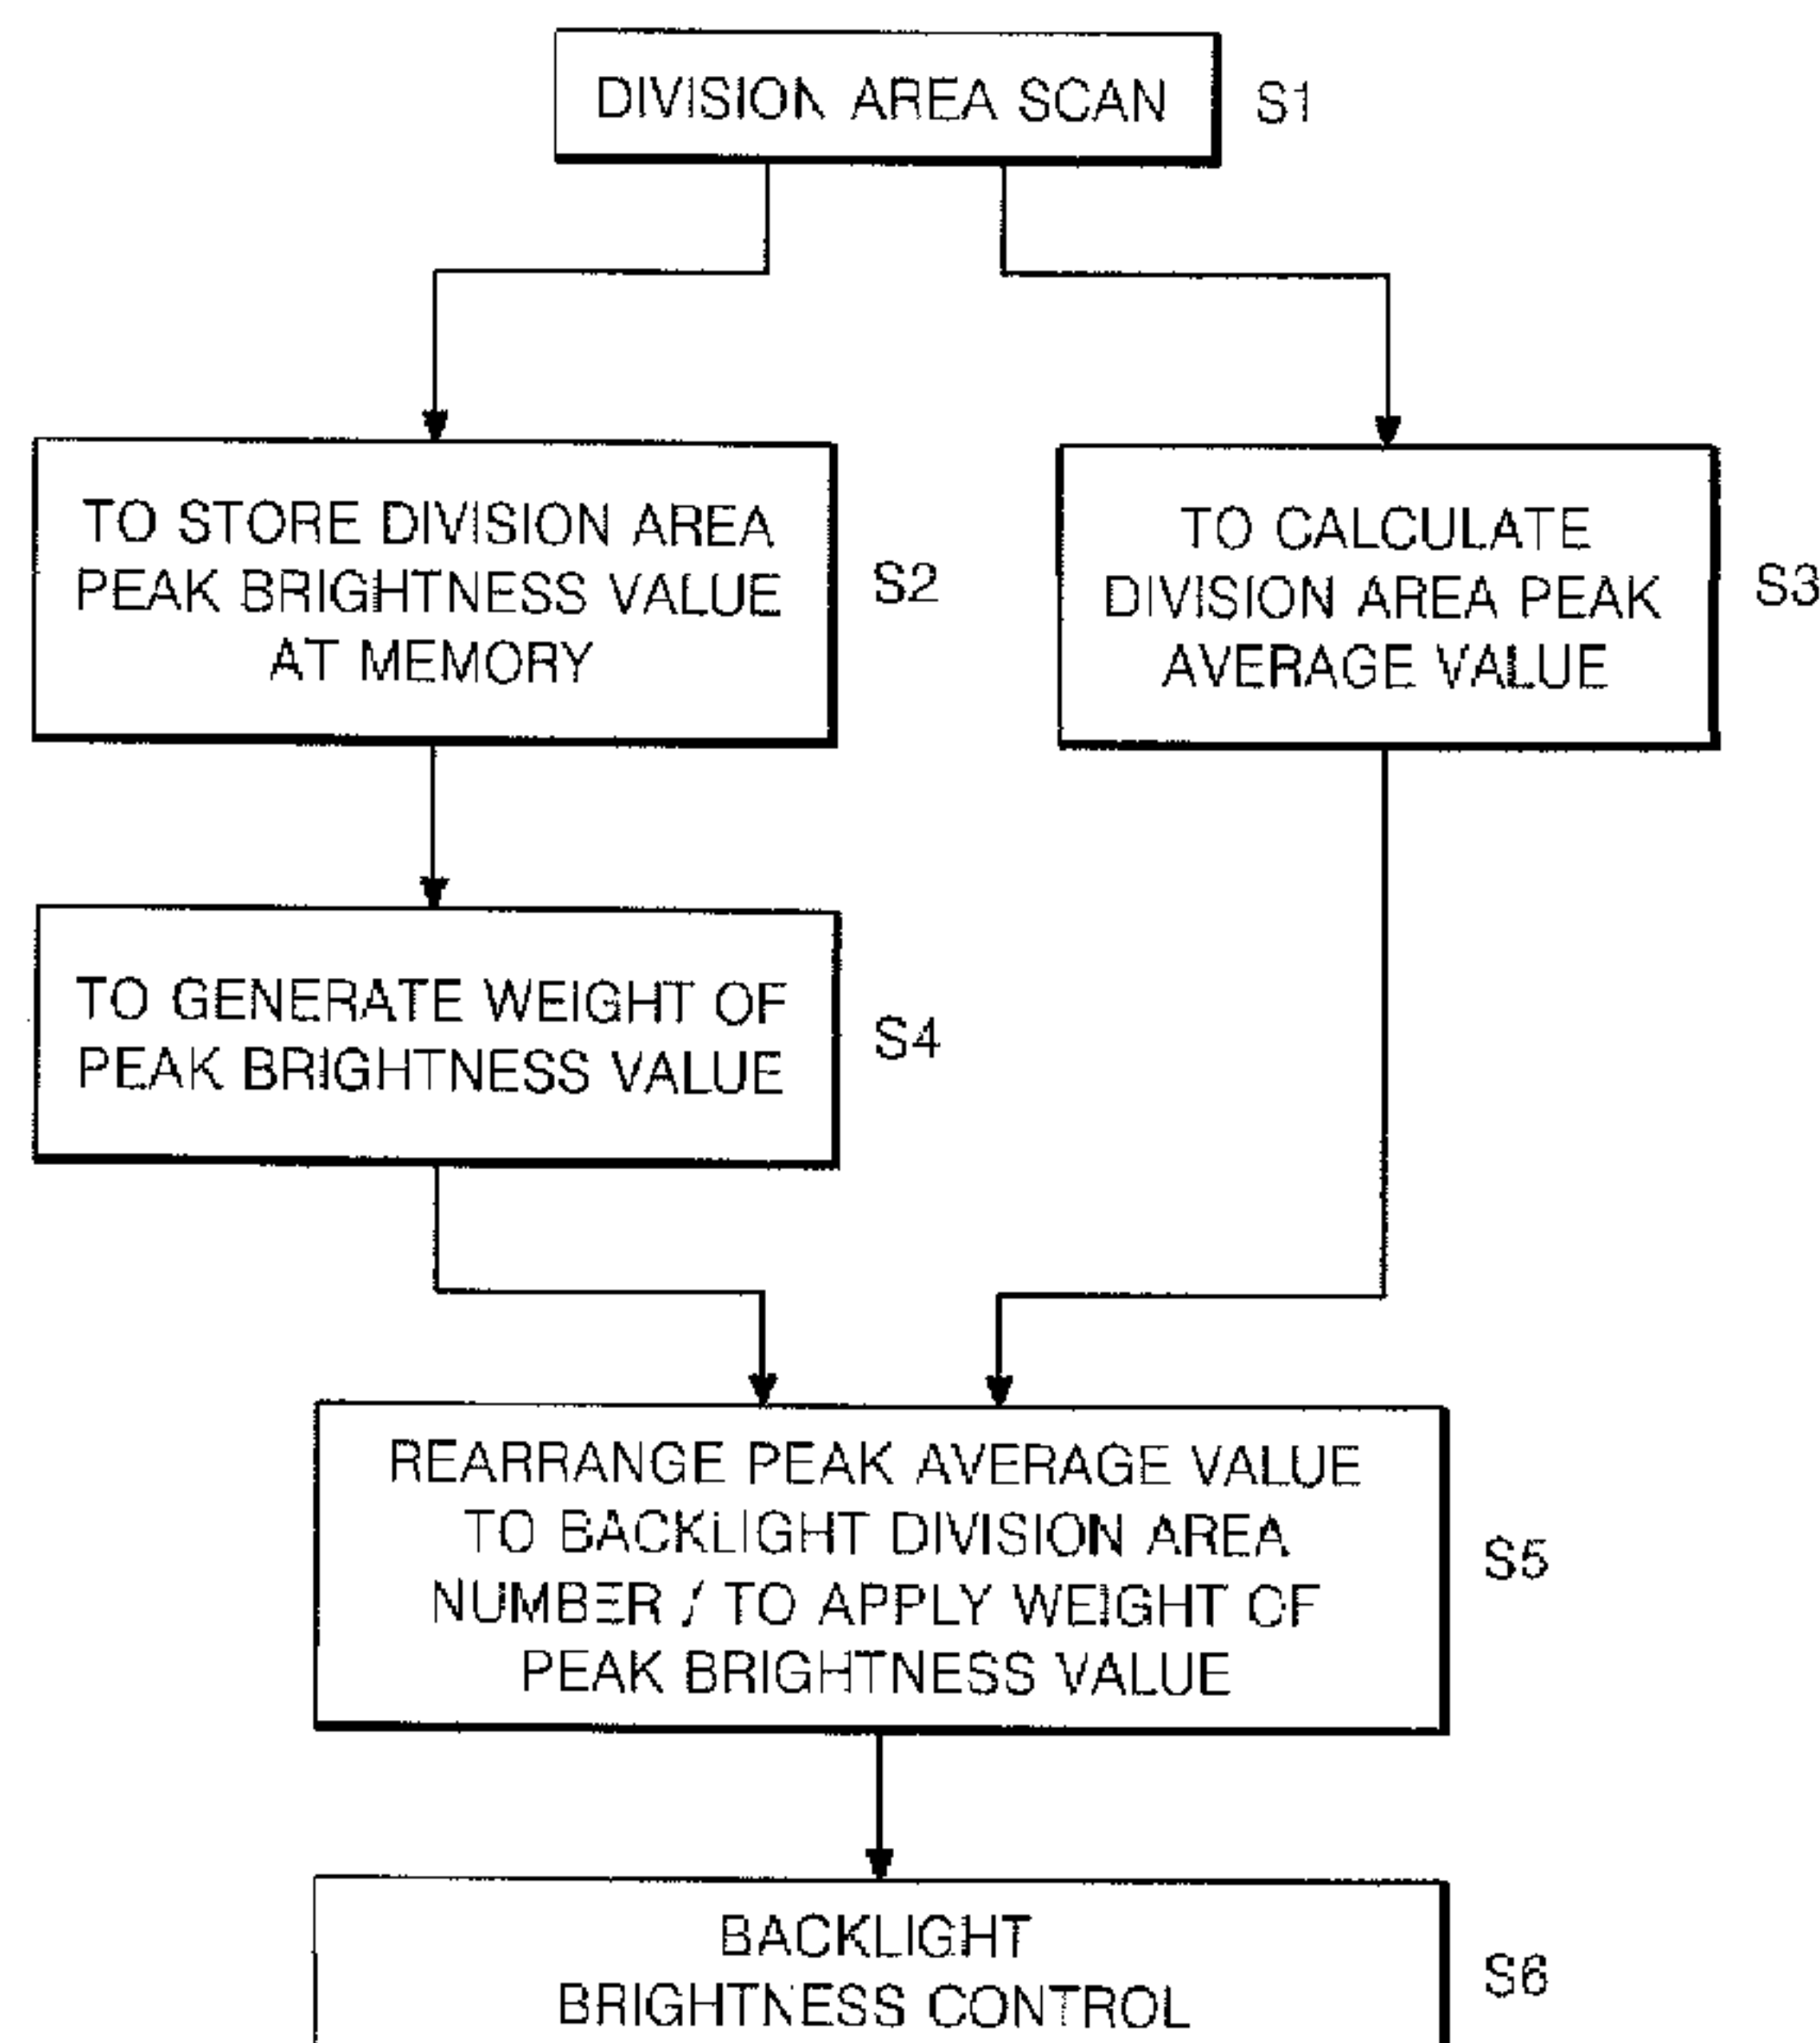 DIVISION AREA SCAN
S1
TO STORE DIVISION AREA
PEAK BRIGHTNESS VALUE
AT MEMORY
S2
TO CALCULATE
DIVISION AREA PEAK
AVERAGE VALUE
S3
TO GENERATE WEIGHT OF
PEAK BRIGHTNESS VALUE
S4
REARRANGE PEAK AVERAGE VALUE
TO BACKLIGHT DIVISION AREA
NUMBER / TO APPLY WEIGHT OF
PEAK BRIGHTNESS VALUE
S5
BACKLIGHT
BRIGHTNESS CONTROL
S6